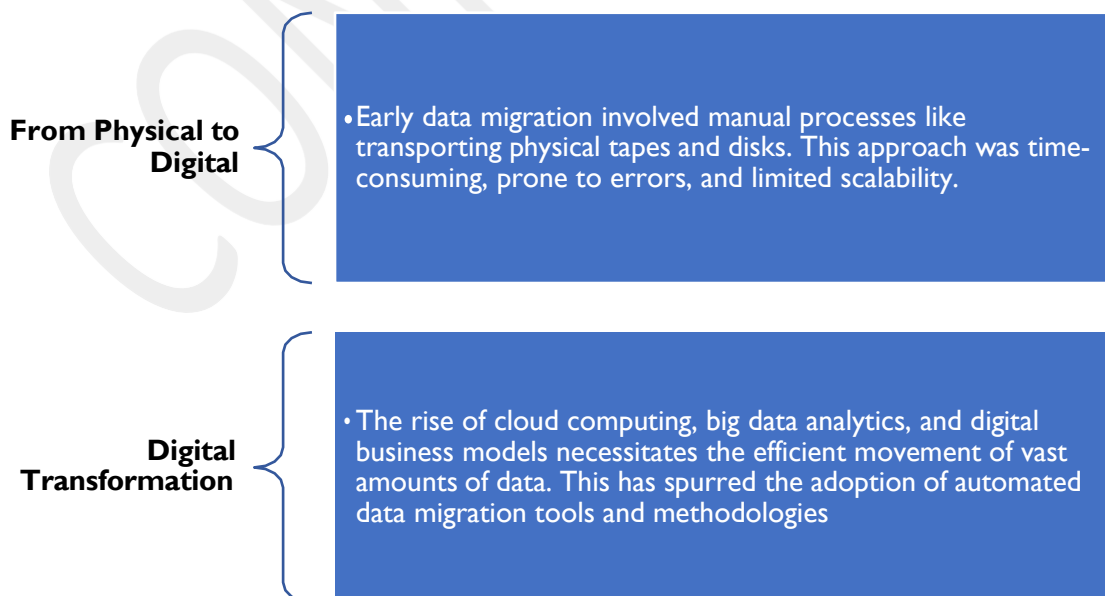 From Physical to
Digital
•Early data migration involved manual processes like
transporting physical tapes and disks. This approach was time-
consuming, prone to errors, and limited scalability.
Digital
Transformation
•The rise of cloud computing, big data analytics, and digital
business models necessitates the efficient movement of vast
amounts of data. This has spurred the adoption of automated
data migration tools and methodologies